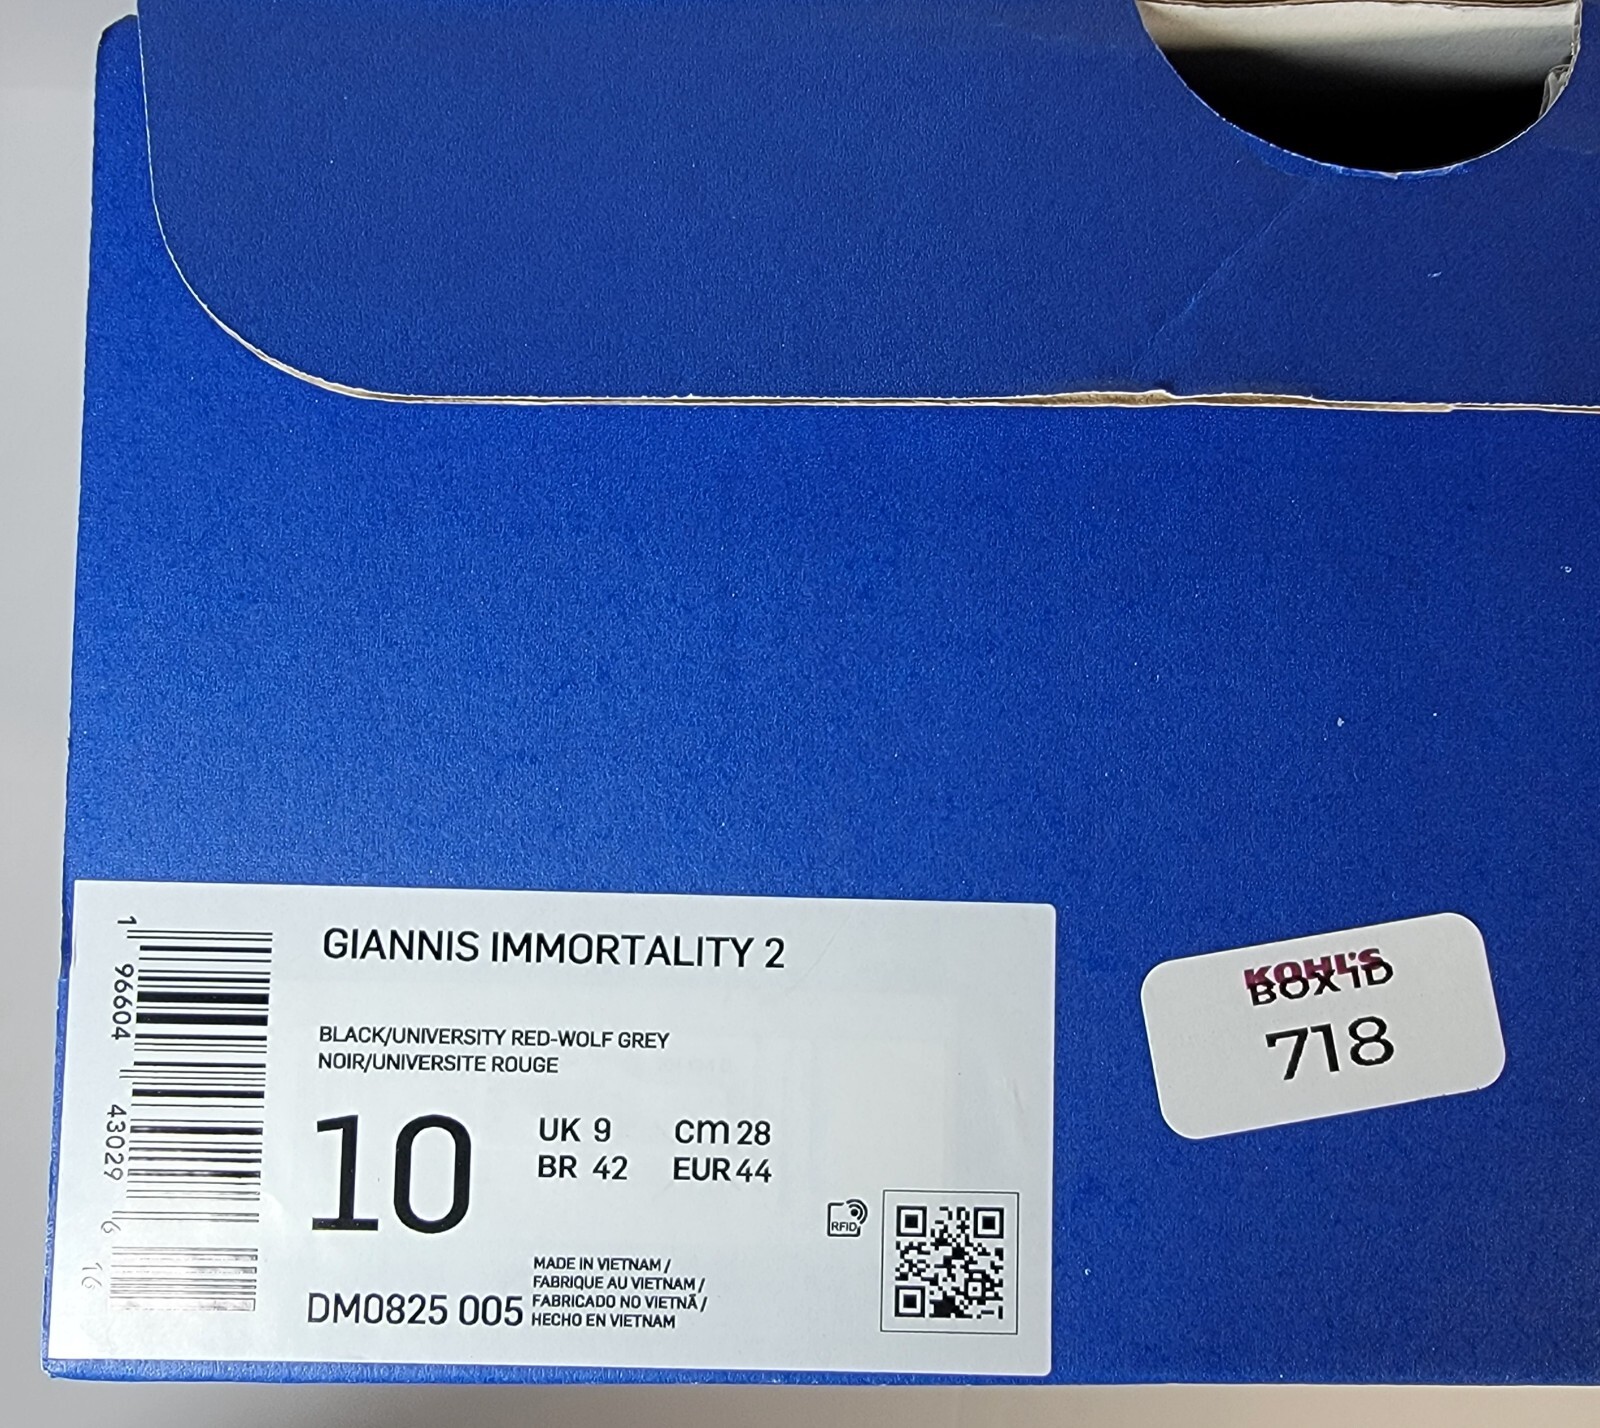 GIANNIS IMMORTALITY 2
BLACK/UNIVERSITY RED-WOLF GREY
NOIR/UNIVERSITE ROUGE
10
UK 9 cm 28
BR 42 EUR 44
RFID
DM0825 005
MADE IN VIETNAM /
FABRIQUE AU VIETNAM /
FABRICADO NO VIETNÃ /
HECHO EN VIETNAM
1 96604 43029 6 16
KOHL'S
BOX ID
718